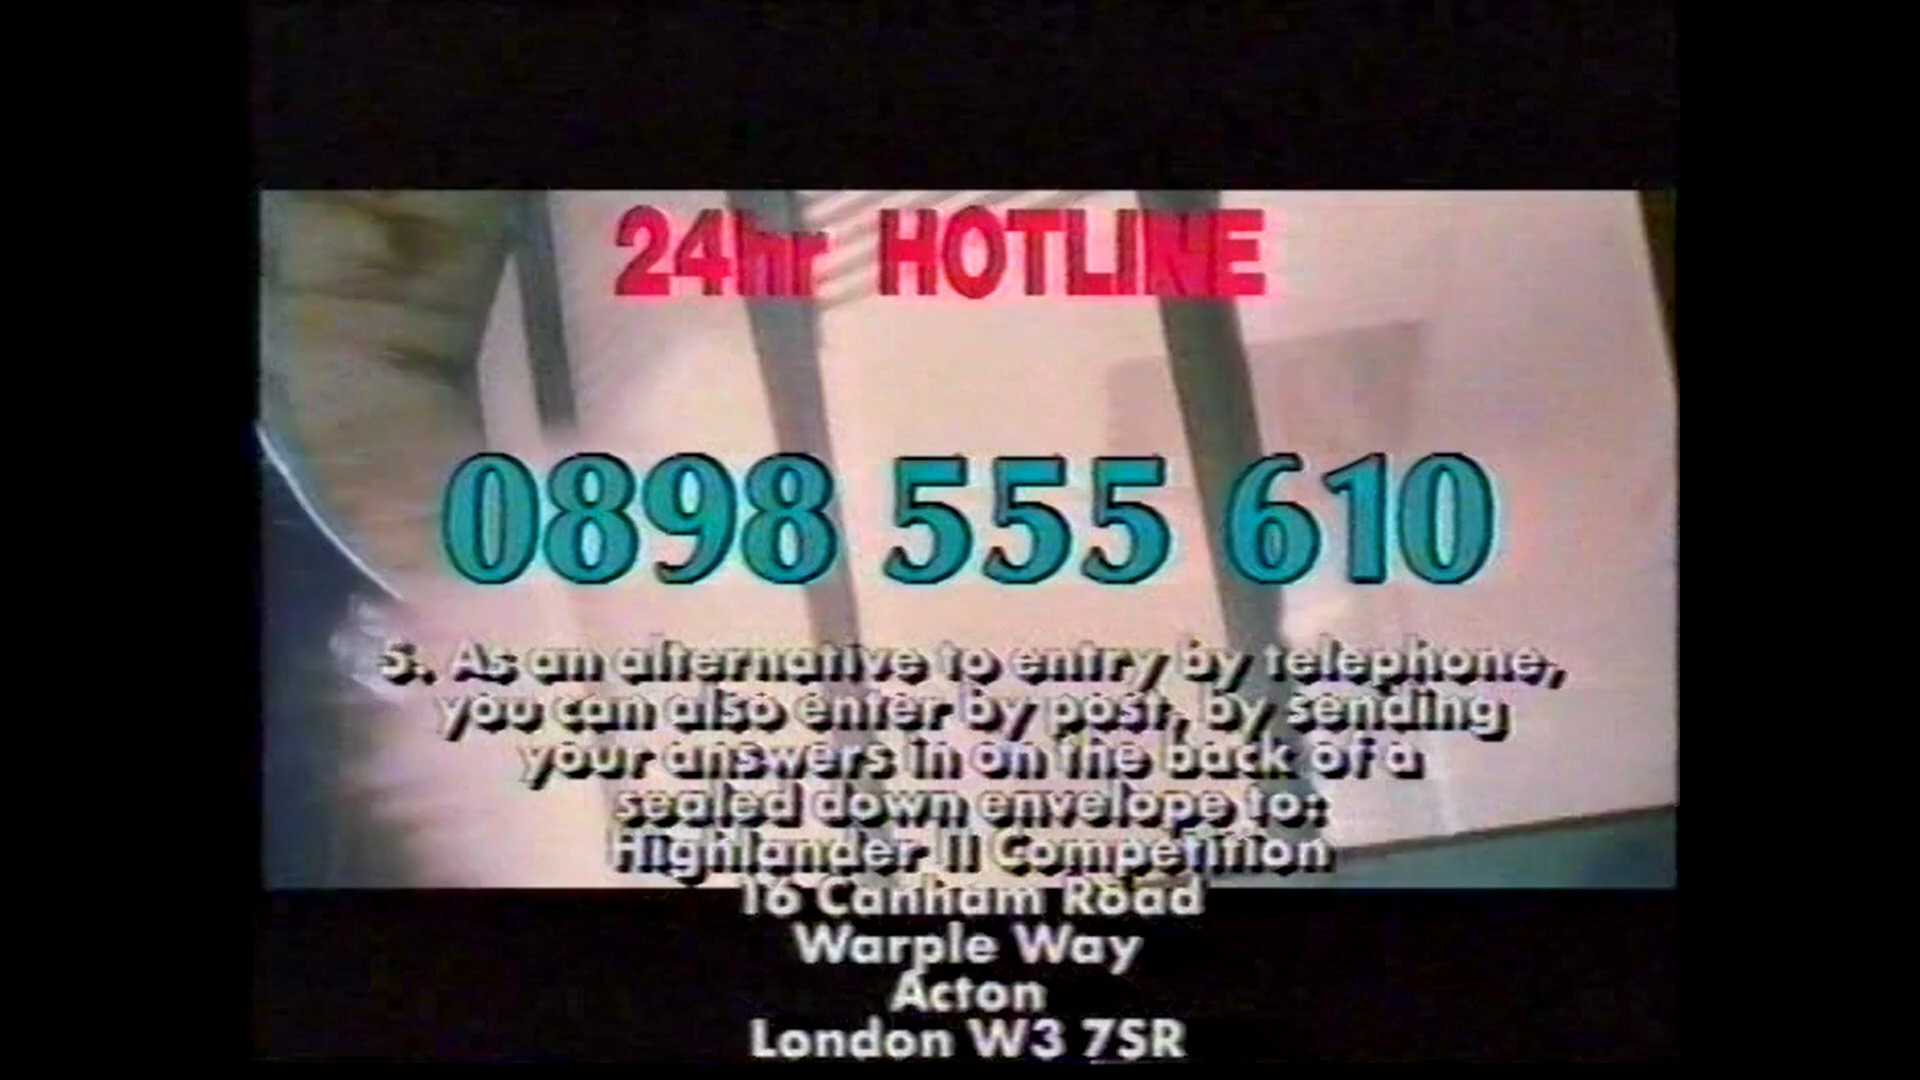 24hr HOTLINE
0898 555 610
5. As an alternative to entry by telephone,
you can also enter by post, by sending
your answers in on the back of a
sealed down envelope to:
Highlander II Competition
16 Canham Road
Warple Way
Acton
London W3 7SR